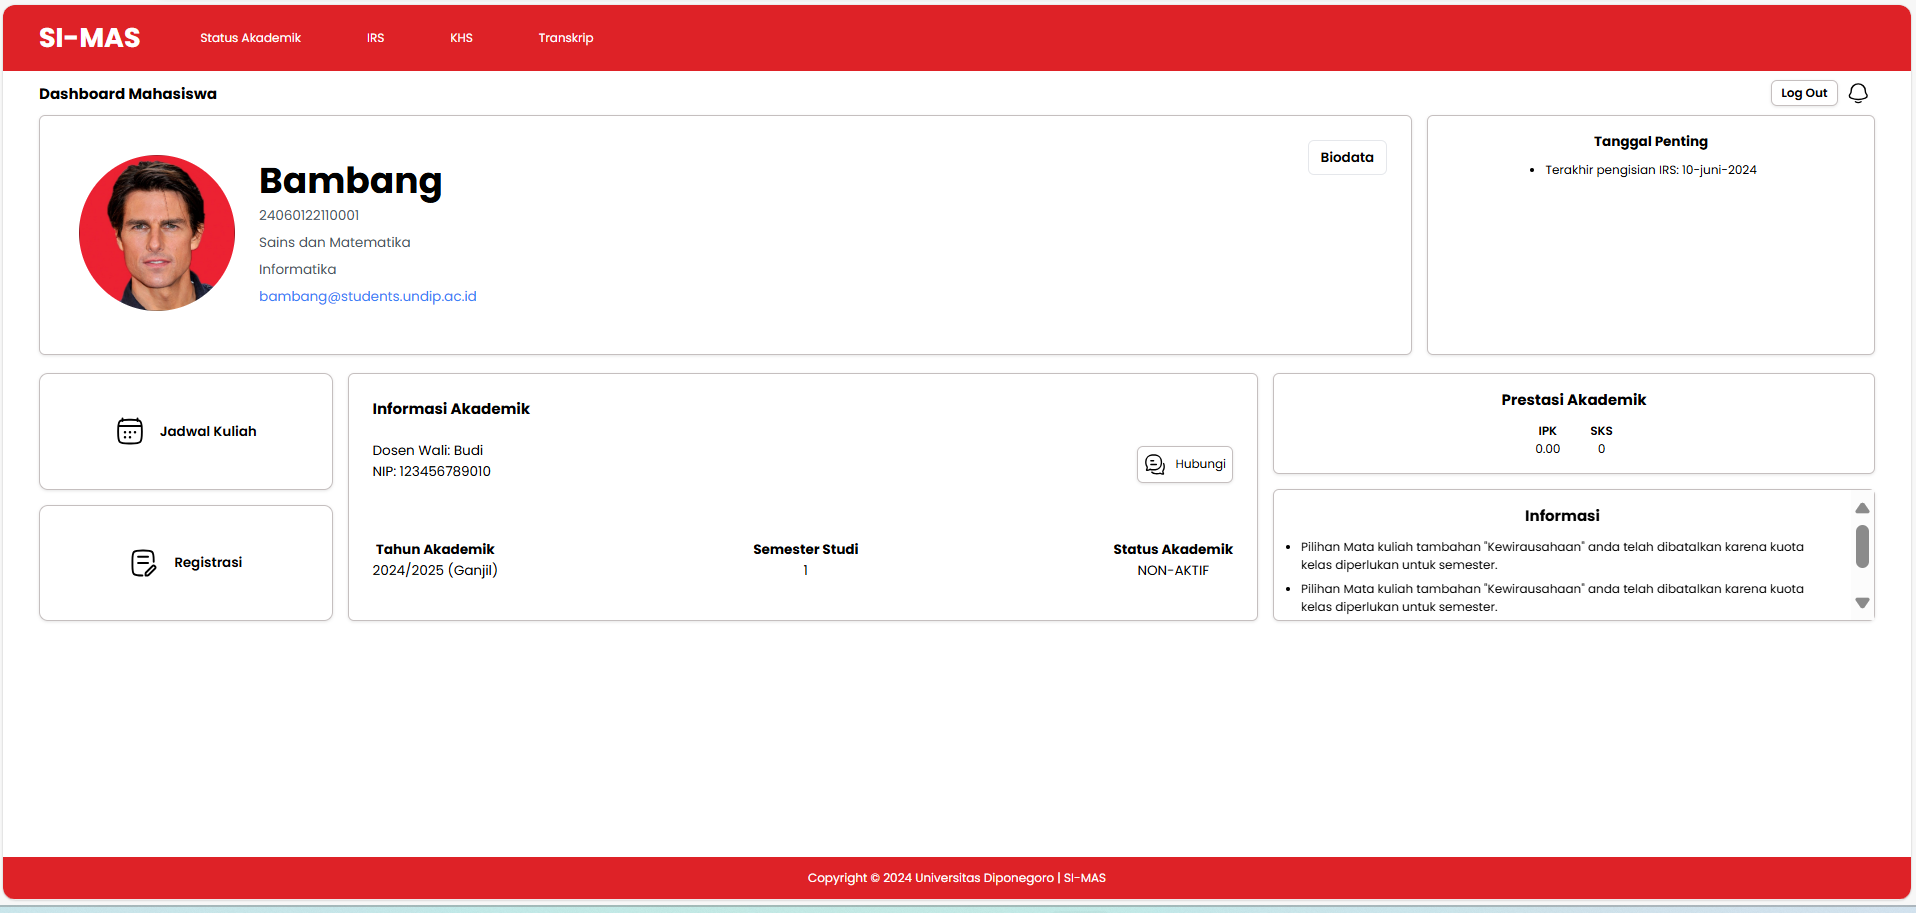 SI-MAS
Status Akademik
IRS
KHS
Transkrip
Dashboard Mahasiswa
Log Out
Bambang
24060122110001
Sains dan Matematika
Informatika
bambang@students.undip.ac.id
Biodata
Tanggal Penting
Terakhir pengisian IRS: 10-juni-2024
Jadwal Kuliah
Registrasi
Informasi Akademik
Dosen Wali: Budi
NIP: 123456789010
Hubungi
Tahun Akademik
2024/2025 (Ganjil)
Semester Studi
1
Status Akademik
NON-AKTIF
Prestasi Akademik
IPK
0.00
SKS
0
Informasi
Pilihan Mata kuliah tambahan "Kewirausahaan" anda telah dibatalkan karena kuota
kelas diperlukan untuk semester.
Pilihan Mata kuliah tambahan "Kewirausahaan" anda telah dibatalkan karena kuota
kelas diperlukan untuk semester.
Copyright © 2024 Universitas Diponegoro | SI-MAS